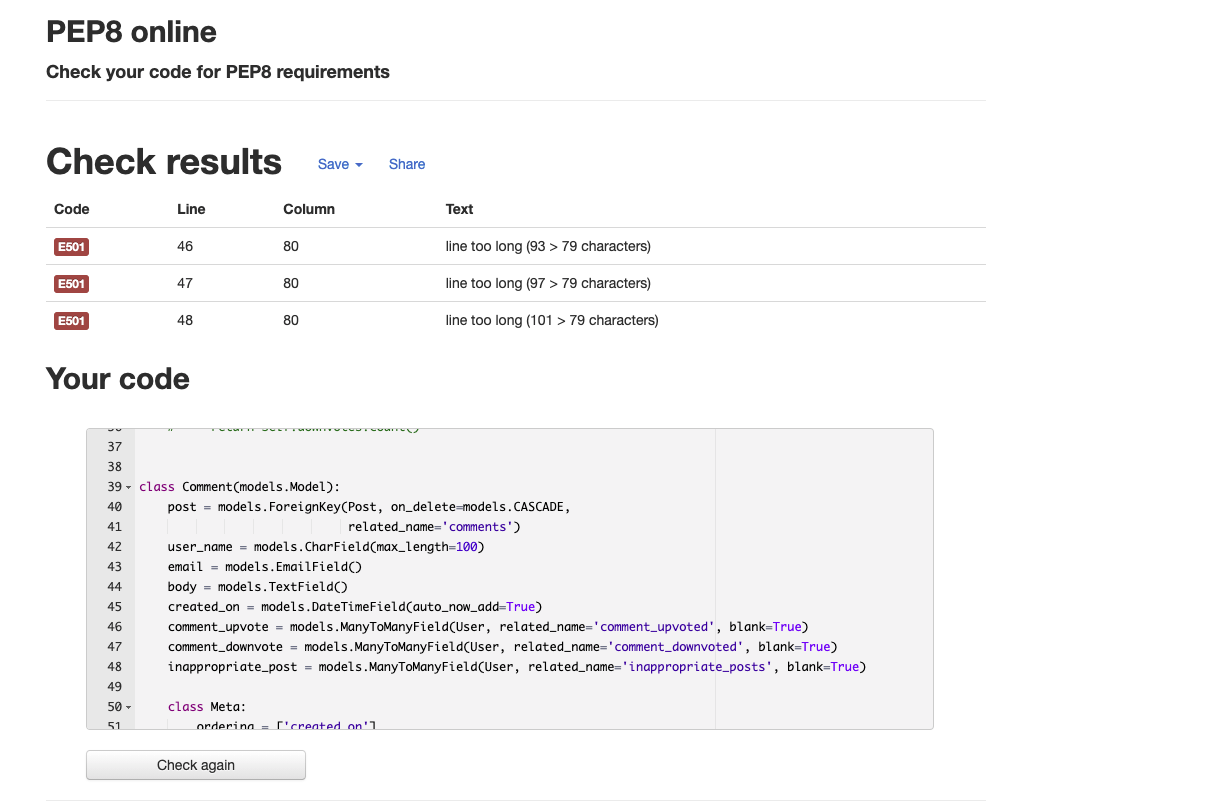 PEP8 online
Check your code for PEP8 requirements
Check results Save Share
Code Line Column Text
E501 46 80 line too long (93 > 79 characters)
E501 47 80 line too long (97 > 79 characters)
E501 48 80 line too long (101 > 79 characters)
Your code
36 # return self.downvotes.count()
37
38
39 class Comment(models.Model):
40 post = models.ForeignKey(Post, on_delete=models.CASCADE,
41 related_name='comments')
42 user_name = models.CharField(max_length=100)
43 email = models.EmailField()
44 body = models.TextField()
45 created_on = models.DateTimeField(auto_now_add=True)
46 comment_upvote = models.ManyToManyField(User, related_name='comment_upvoted', blank=True)
47 comment_downvote = models.ManyToManyField(User, related_name='comment_downvoted', blank=True)
48 inappropriate_post = models.ManyToManyField(User, related_name='inappropriate_posts', blank=True)
49
50 class Meta:
51 ordering = ['created_on']
Check again